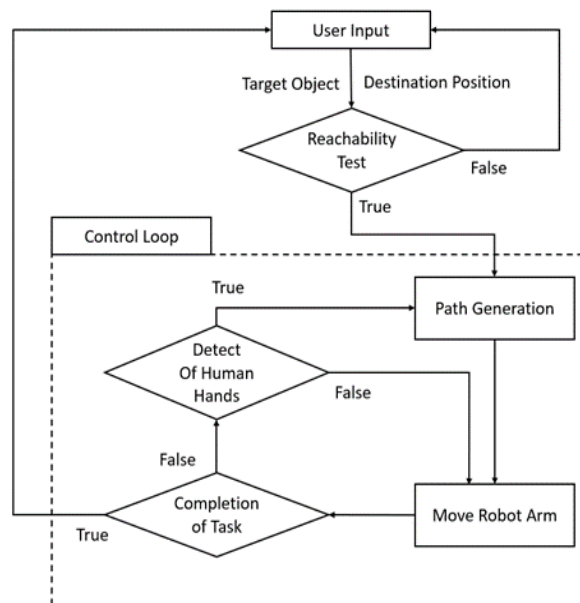 User Input
Target Object
Destination Position
Reachability
Test
False
True
Control Loop
True
Path Generation
Detect
Of Human
Hands
False
False
Completion
of Task
Move Robot Arm
True